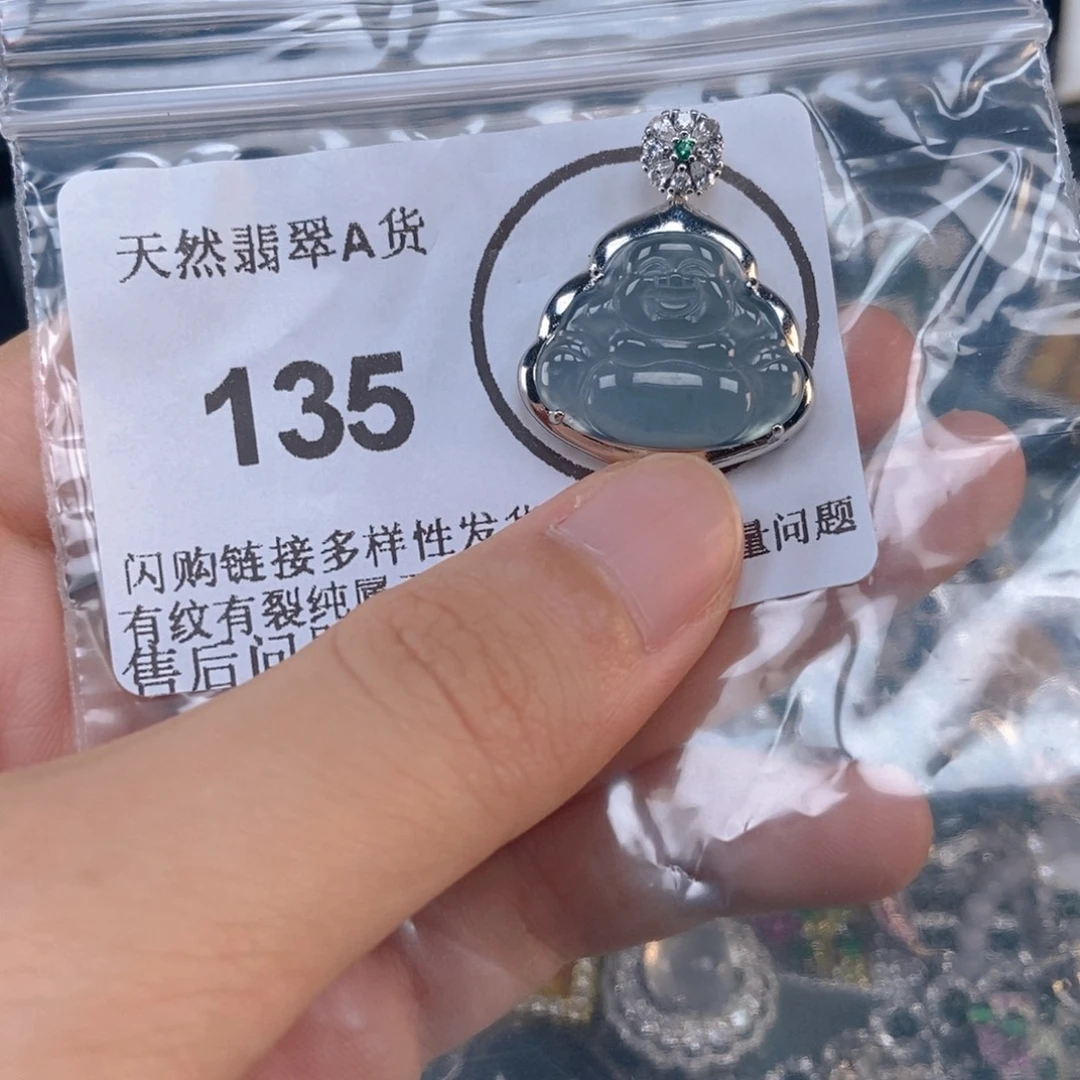 天然翡翠A货
135
闪购链接多样性发 量问题
有纹有裂纯属
售后问